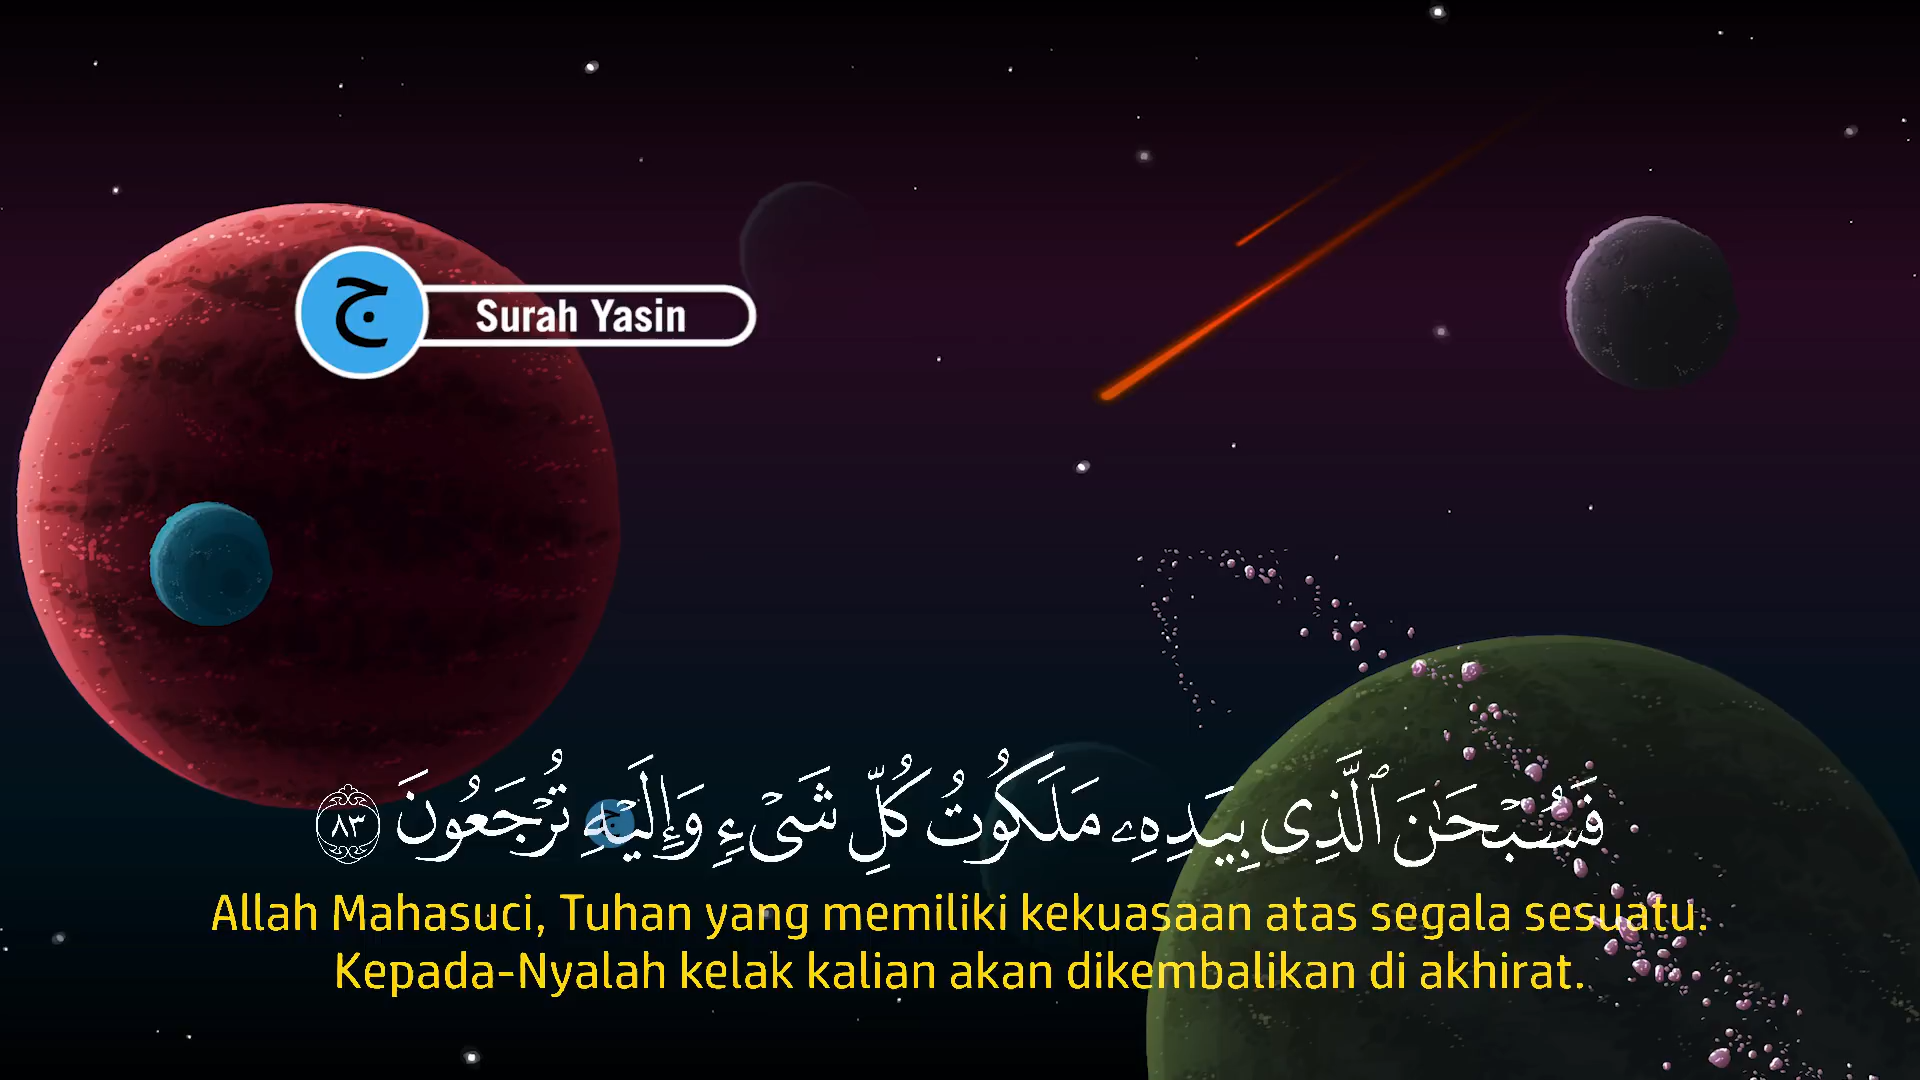 ج
Surah Yasin
فَسُبْحَٰنَ ٱلَّذِى بِيَدِهِۦ مَلَكُوتُ كُلِّ شَىْءٍ وَإِلَيْهِ تُرْجَعُونَ ٨٣
Allah Mahasuci, Tuhan yang memiliki kekuasaan atas segala sesuatu.
Kepada-Nyalah kelak kalian akan dikembalikan di akhirat.